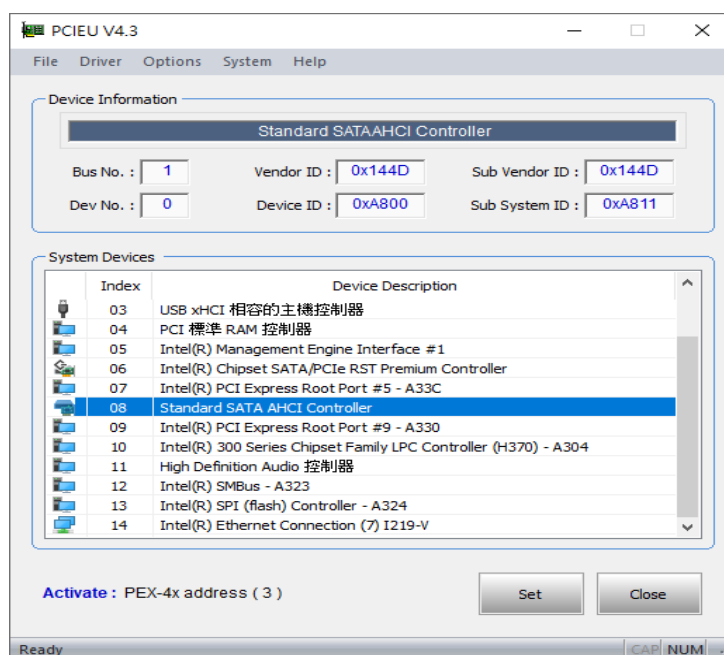 PCIEU V4.3
File Driver Options System Help
Device Information
Standard SATAAHCI Controller
Bus No. : 1 Vendor ID : 0x144D Sub Vendor ID : 0x144D
Dev No. : 0 Device ID : 0xA800 Sub System ID : 0xA811
System Devices
Index Device Description
03 USB xHCI 相容的主機控制器
04 PCI 標準 RAM 控制器
05 Intel(R) Management Engine Interface #1
06 Intel(R) Chipset SATA/PCIe RST Premium Controller
07 Intel(R) PCI Express Root Port #5 - A33C
08 Standard SATA AHCI Controller
09 Intel(R) PCI Express Root Port #9 - A330
10 Intel(R) 300 Series Chipset Family LPC Controller (H370) - A304
11 High Definition Audio 控制器
12 Intel(R) SMBus - A323
13 Intel(R) SPI (flash) Controller - A324
14 Intel(R) Ethernet Connection (7) I219-V
Activate : PEX-4x address ( 3 )
Set Close
Ready CAP NUM